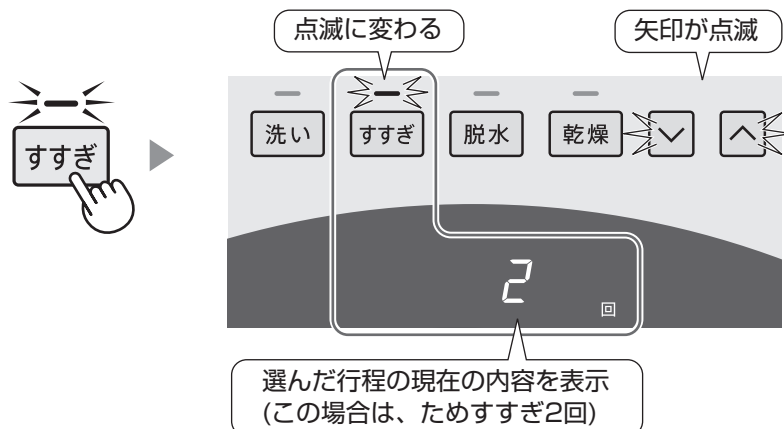 点滅に変わる
矢印が点滅
すすぎ
洗い
すすぎ
脱水
乾燥
2
回
選んだ行程の現在の内容を表示
(この場合は、ためすすぎ2回)